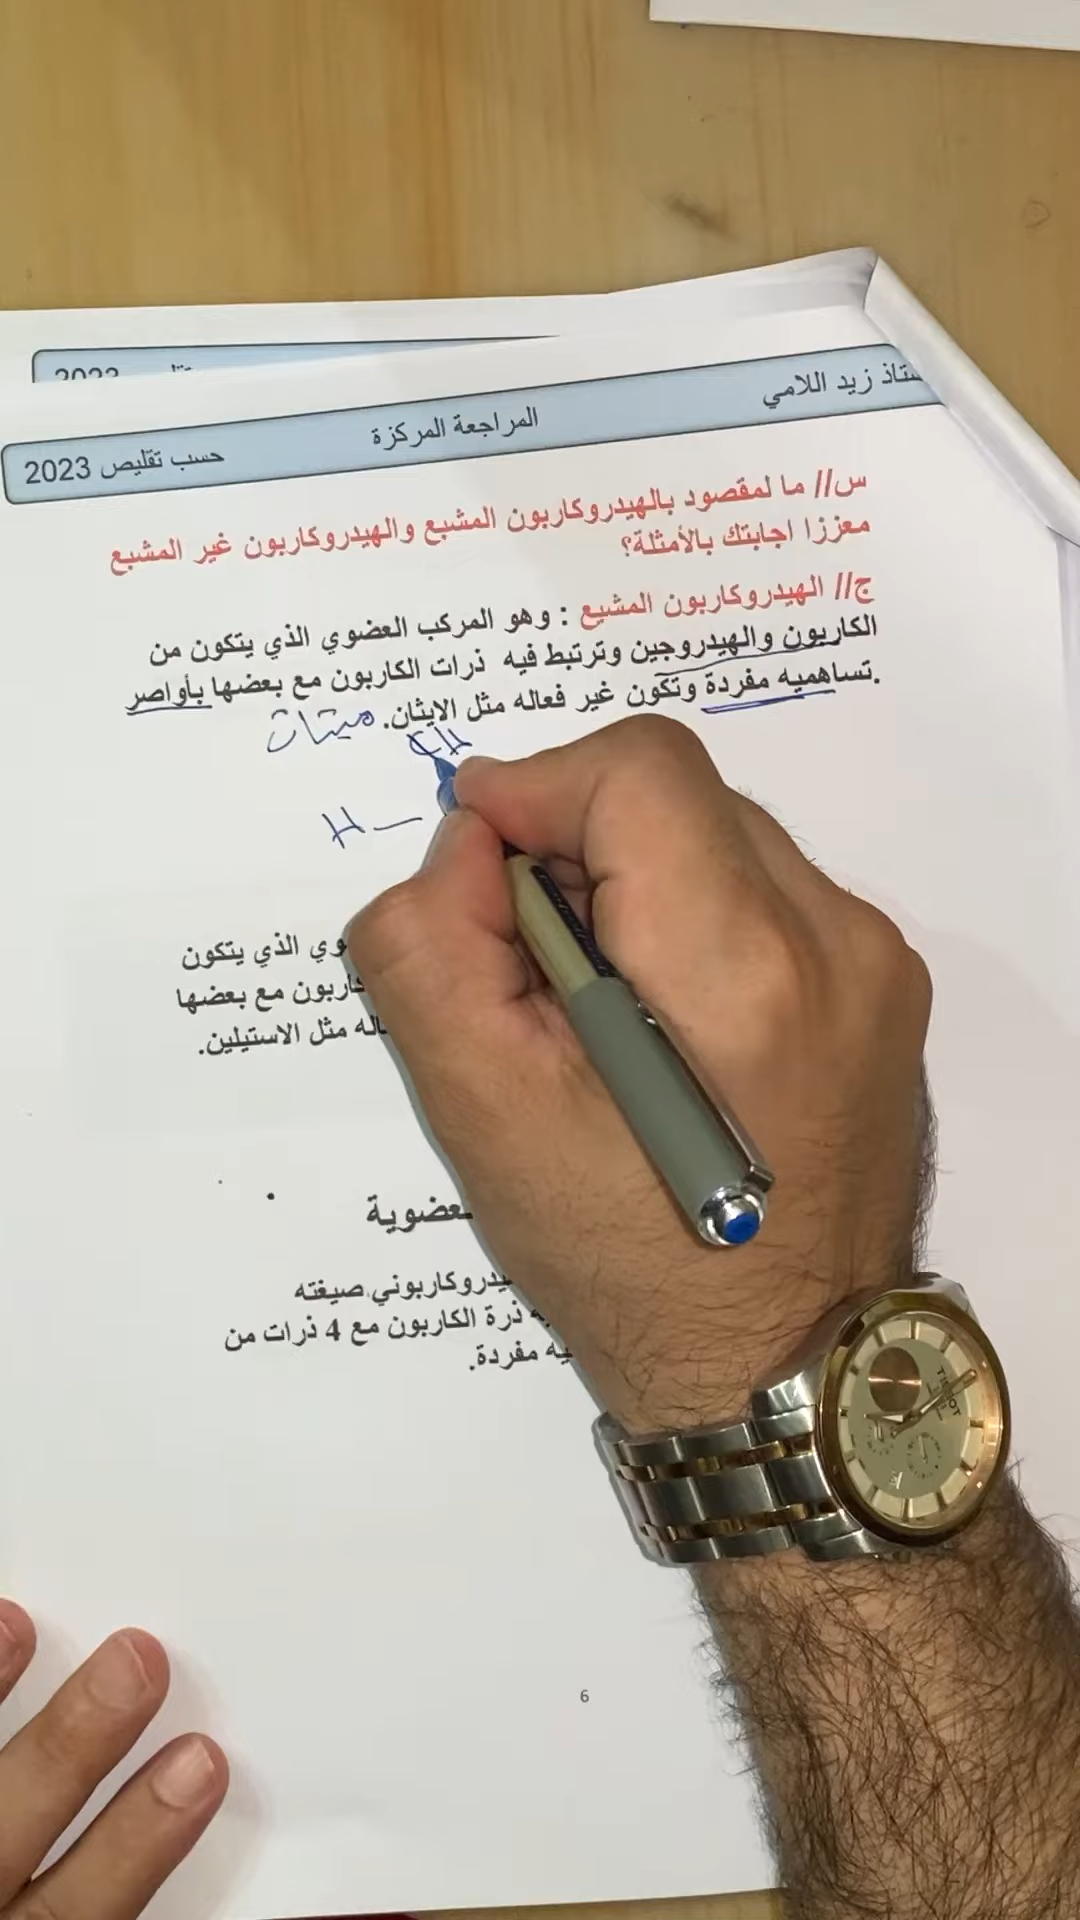 2023
ستاذ زيد اللامي المراجعة المركزة حسب تقليص 2023
س// ما لمقصود بالهيدروكاربون المشبع والهيدروكاربون غير المشبع
معززا اجابتك بالأمثلة؟
ج// الهيدروكاربون المشبع : وهو المركب العضوي الذي يتكون من
الكاربون والهيدروجين وترتبط فيه ذرات الكاربون مع بعضها بأواصر
تساهميه مفردة وتكون غير فعاله مثل الايثان. ميثان
H —
وي الذي يتكون
كاربون مع بعضها
مثل الاستيلين.
عضوية
يدروكاربوني صيغته
ذرة الكاربون مع 4 ذرات من
يه مفردة.
6
TISSOT